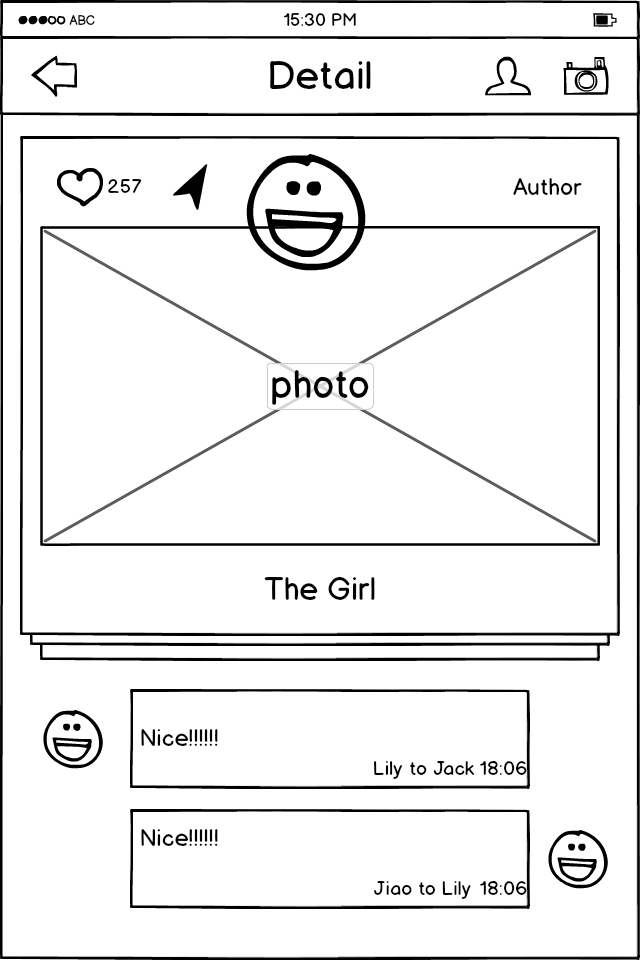 ABC 15:30 PM
Detail
257 Author
photo
The Girl
Nice!!!!!!
Lily to Jack 18:06
Nice!!!!!!
Jiao to Lily 18:06